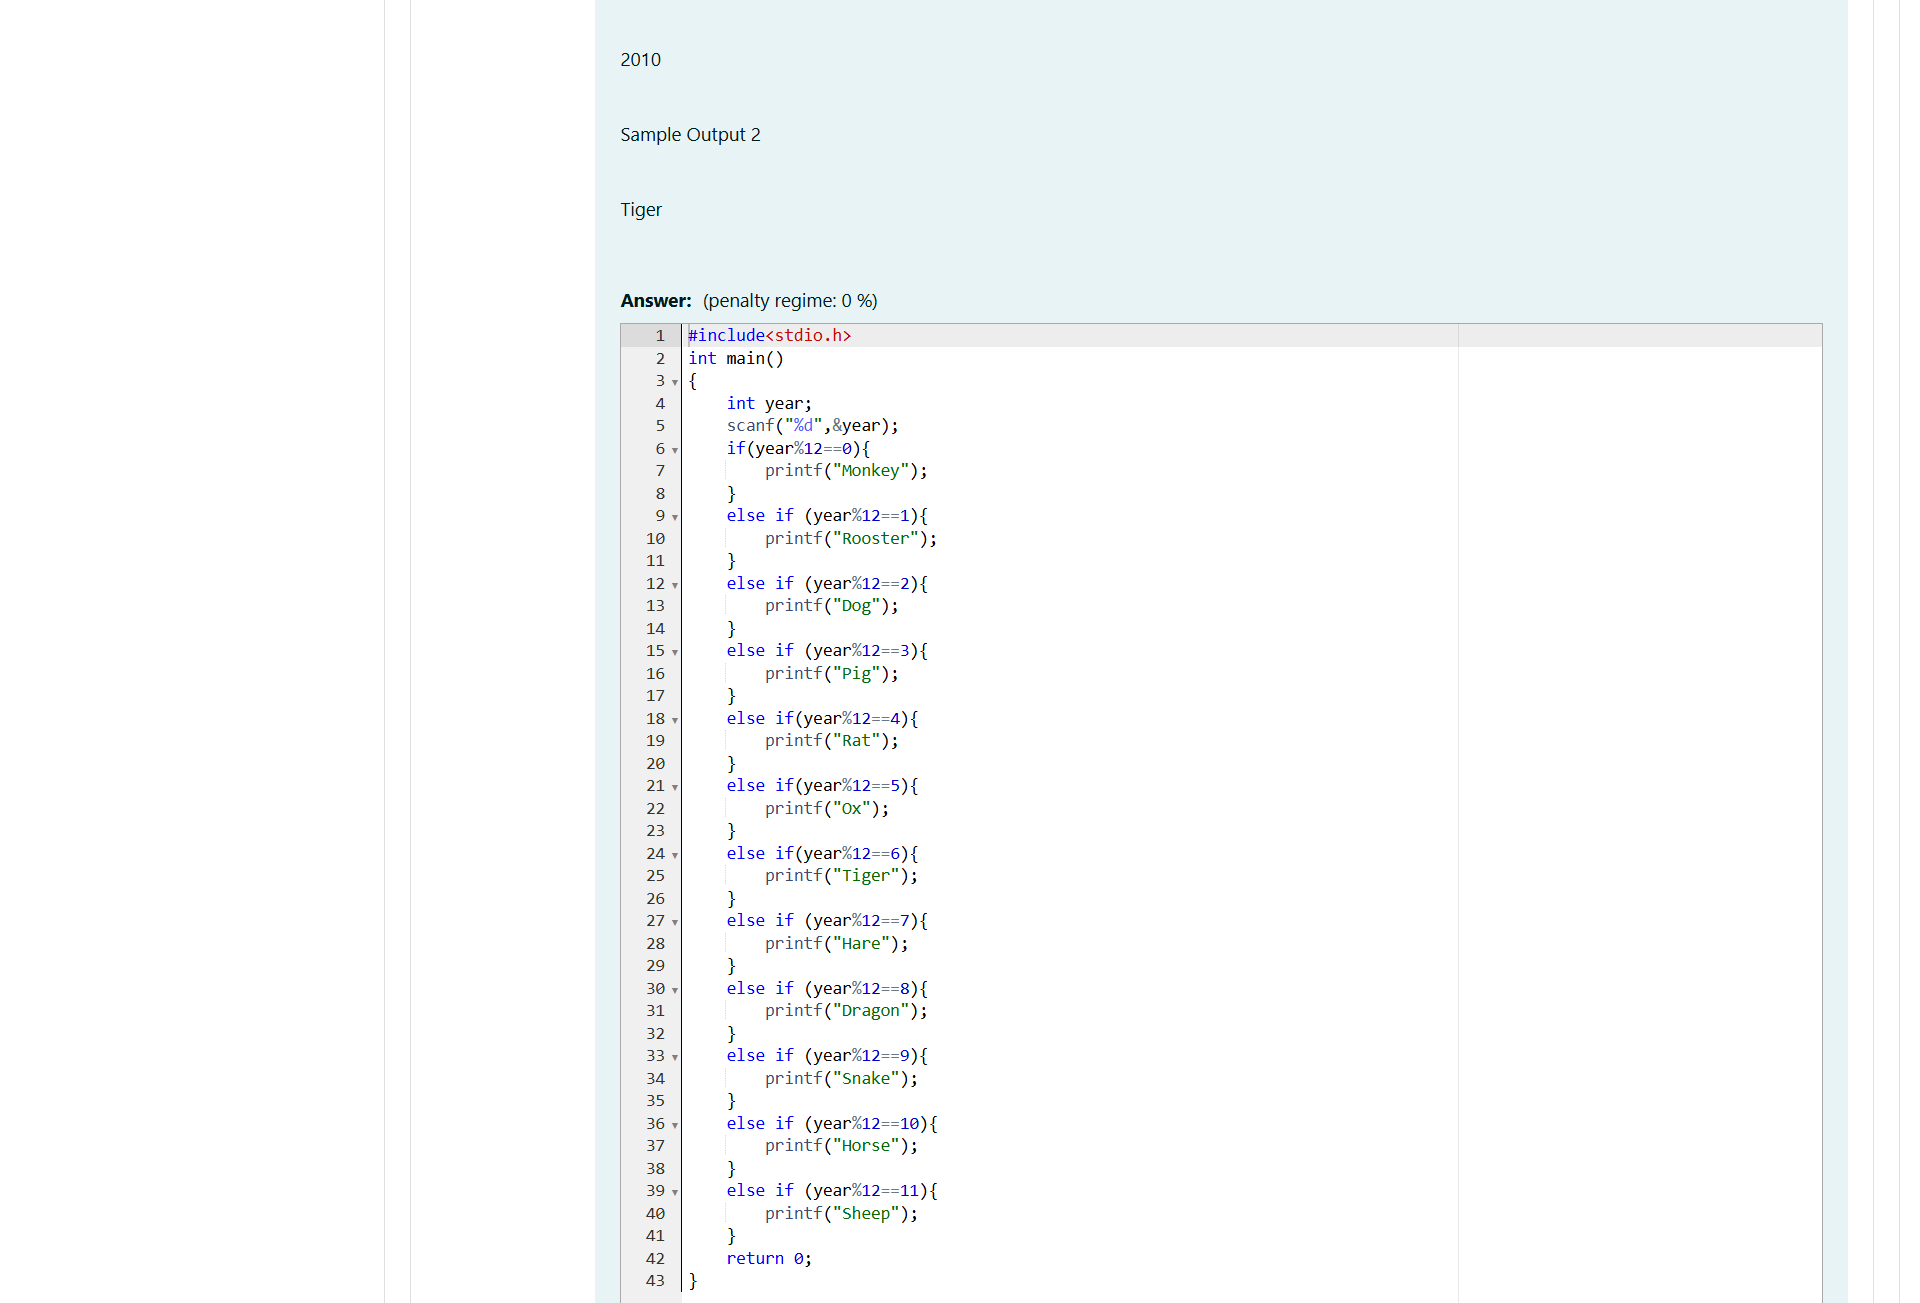 2010
Sample Output 2
Tiger
Answer: (penalty regime: 0 %)
1 #include<stdio.h>
2 int main()
3 {
4     int year;
5     scanf("%d",&year);
6     if(year%12==0){
7         printf("Monkey");
8     }
9     else if (year%12==1){
10         printf("Rooster");
11     }
12     else if (year%12==2){
13         printf("Dog");
14     }
15     else if (year%12==3){
16         printf("Pig");
17     }
18     else if(year%12==4){
19         printf("Rat");
20     }
21     else if(year%12==5){
22         printf("Ox");
23     }
24     else if(year%12==6){
25         printf("Tiger");
26     }
27     else if (year%12==7){
28         printf("Hare");
29     }
30     else if (year%12==8){
31         printf("Dragon");
32     }
33     else if (year%12==9){
34         printf("Snake");
35     }
36     else if (year%12==10){
37         printf("Horse");
38     }
39     else if (year%12==11){
40         printf("Sheep");
41     }
42     return 0;
43 }